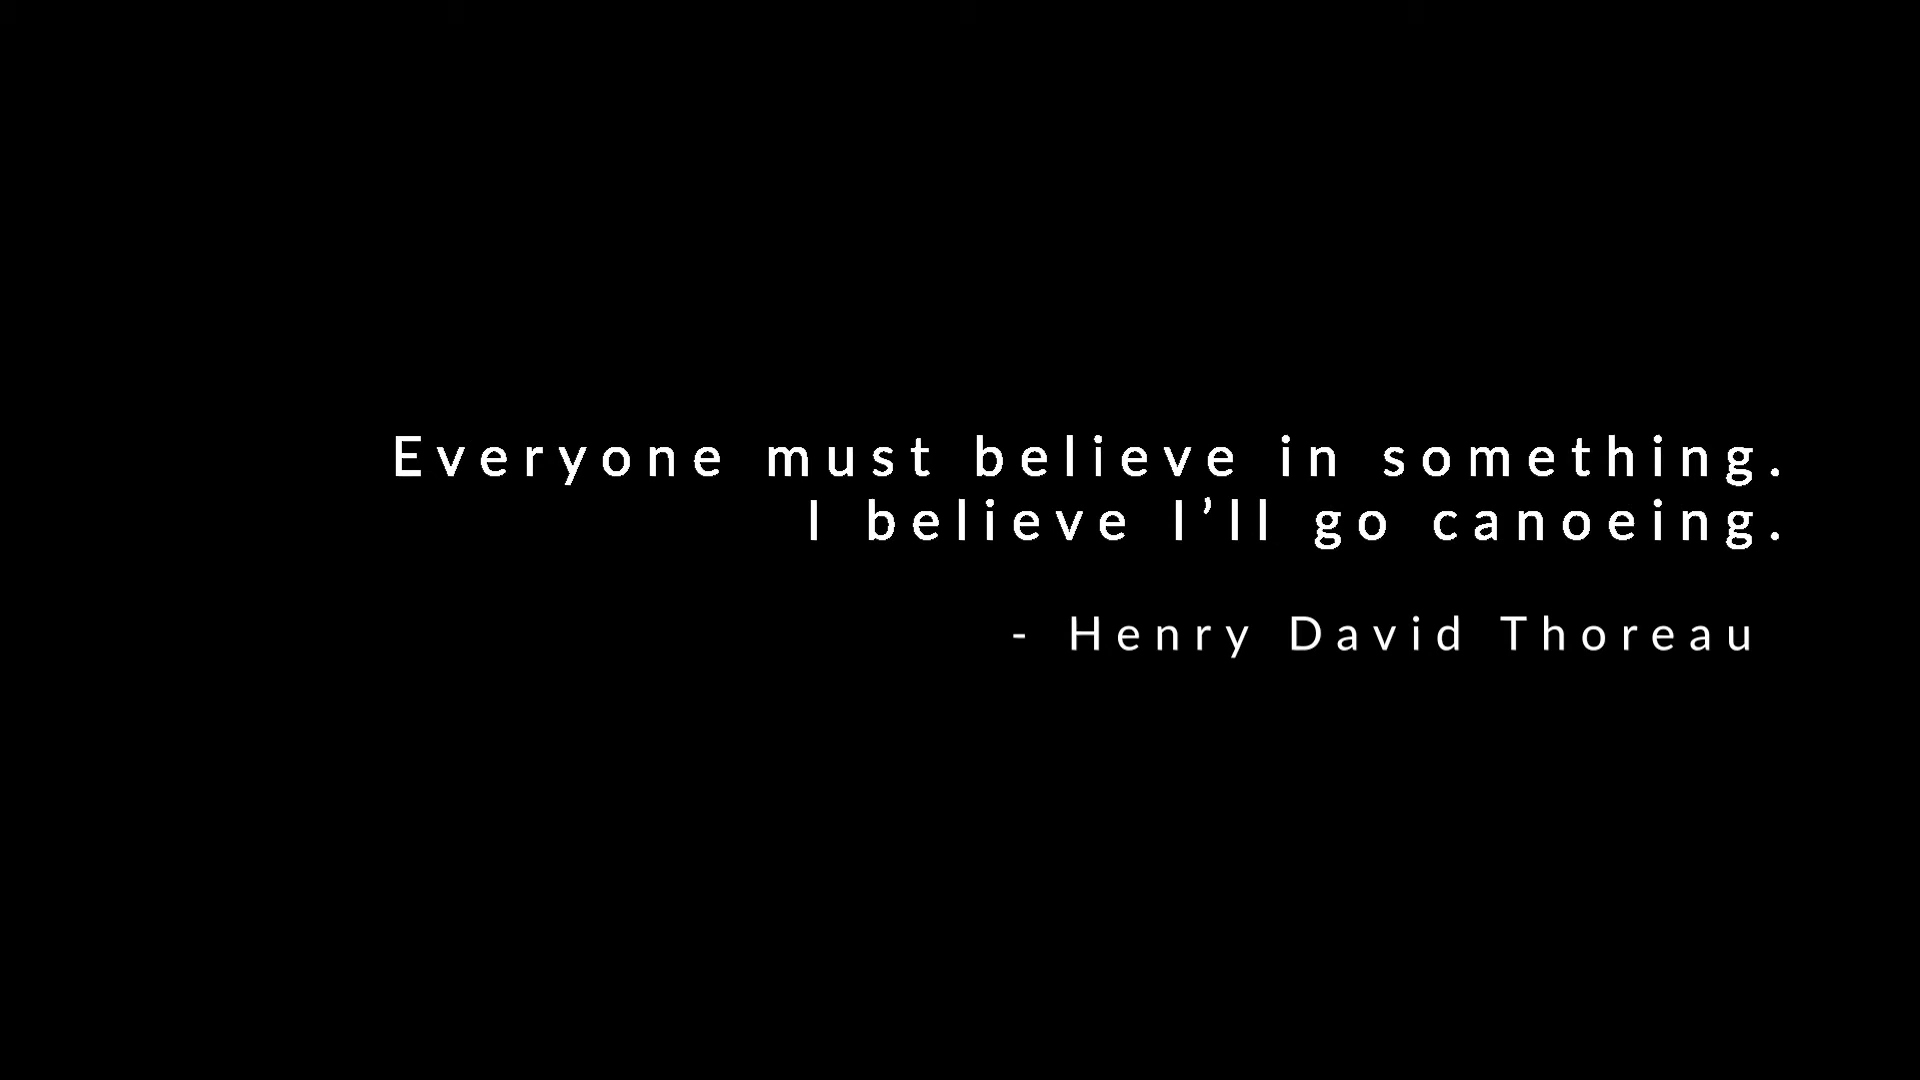 Everyone must believe in something.
I believe I’ll go canoeing.
- Henry David Thoreau